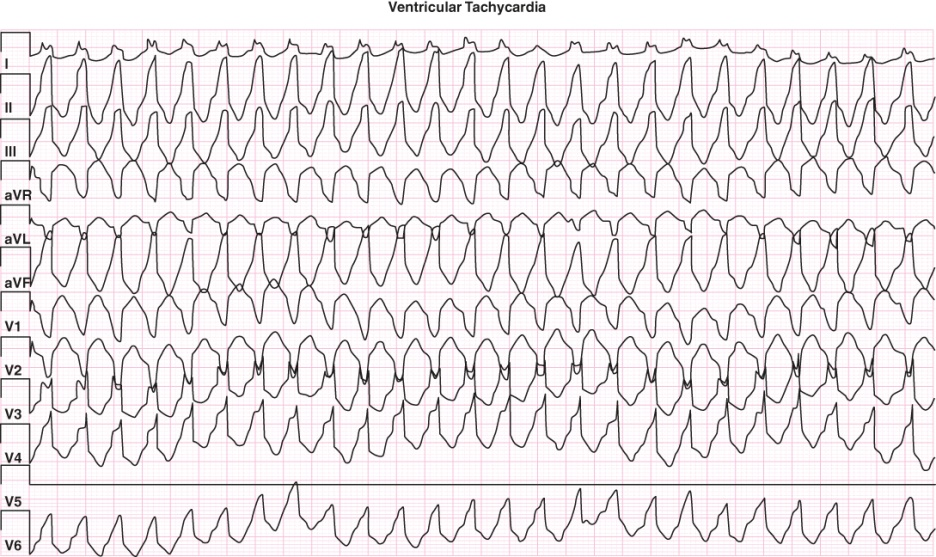 Ventricular Tachycardia
I
II
III
aVR
aVL
aVF
V1
V2
V3
V4
V5
V6